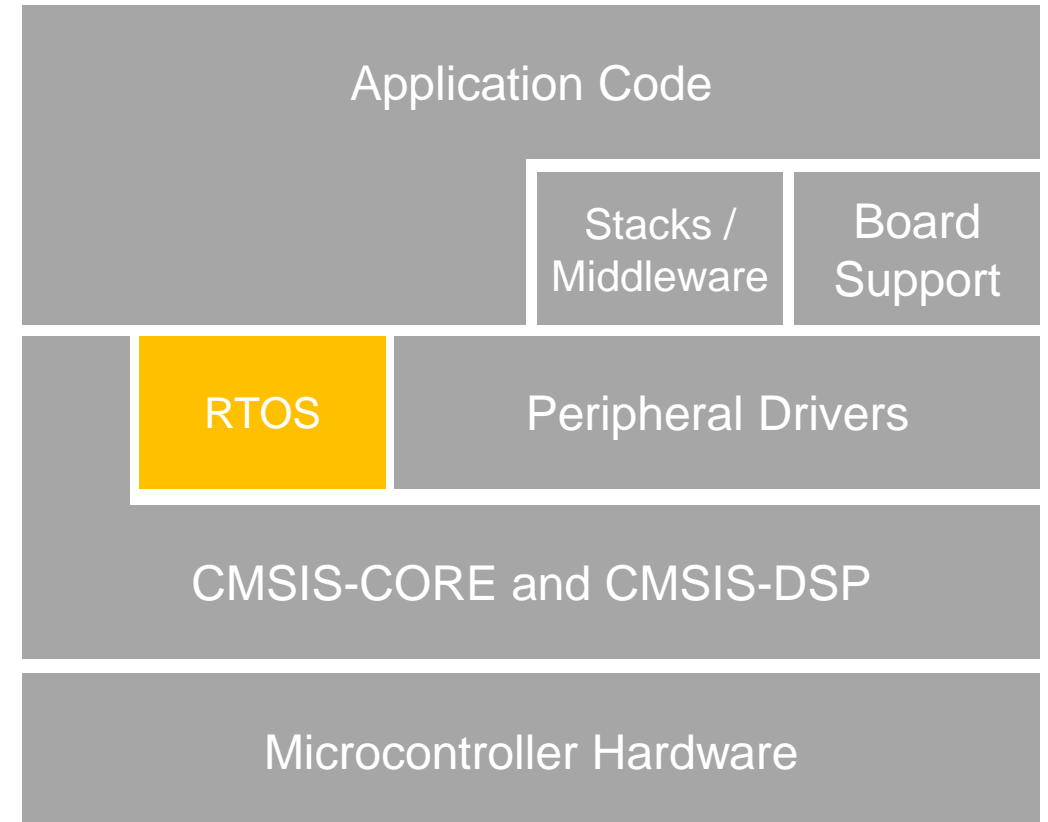 Application Code
Stacks /
Middleware
Board
Support
RTOS
Peripheral Drivers
CMSIS-CORE and CMSIS-DSP
Microcontroller Hardware